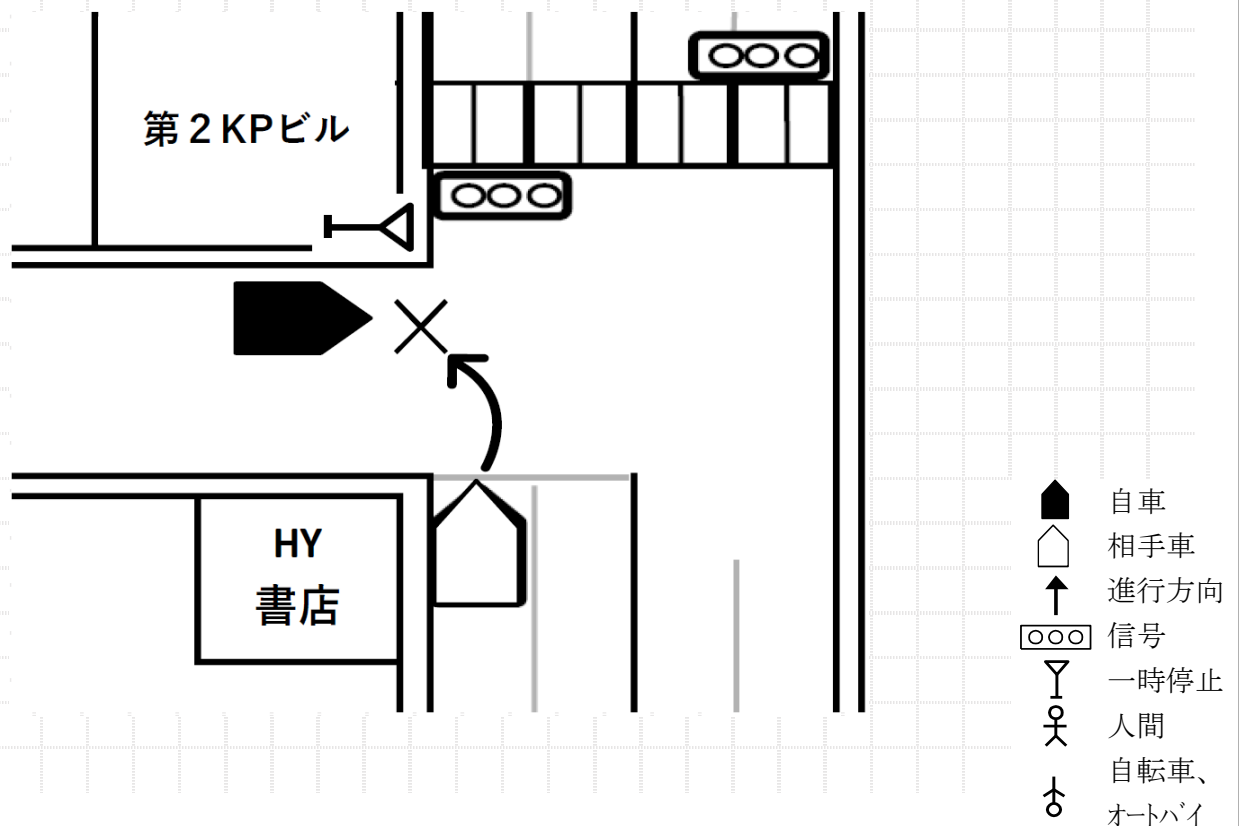 第２KPビル
HY
書店
自車
相手車
進行方向
信号
一時停止
人間
自転車、
ｵｰﾄﾊﾞｲ